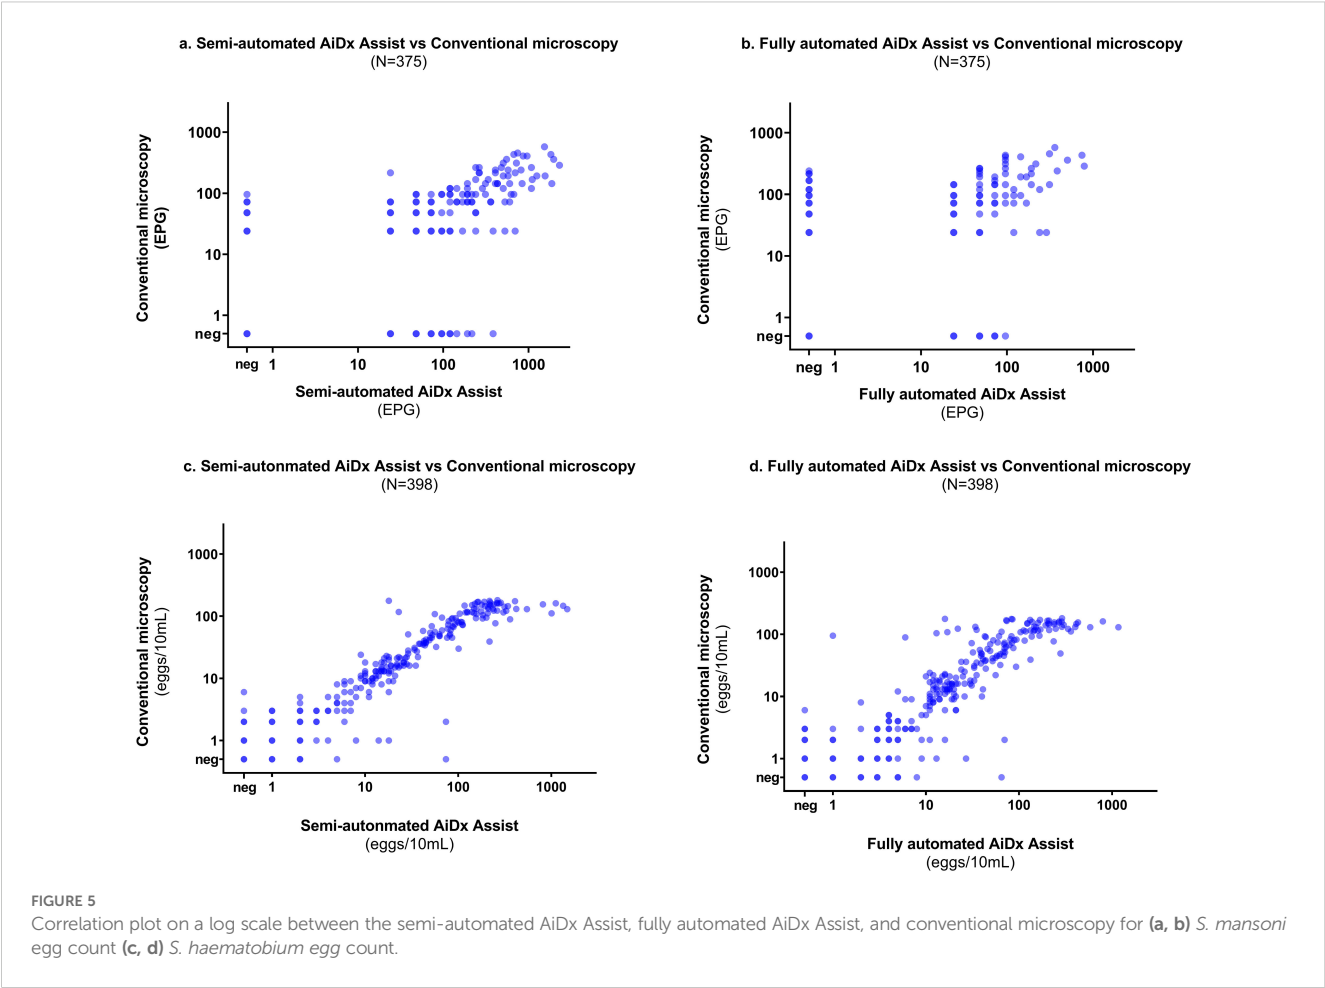 a. Semi-automated AiDx Assist vs Conventional microscopy
(N=375)
Conventional microscopy
(EPG)
1000
100
10
1
neg
neg 1 10 100 1000
Semi-automated AiDx Assist
(EPG)
b. Fully automated AiDx Assist vs Conventional microscopy
(N=375)
Conventional microscopy
(EPG)
1000
100
10
1
neg
neg 1 10 100 1000
Fully automated AiDx Assist
(EPG)
c. Semi-autonmated AiDx Assist vs Conventional microscopy
(N=398)
Conventional microscopy
(eggs/10mL)
1000
100
10
1
neg
neg 1 10 100 1000
Semi-autonmated AiDx Assist
(eggs/10mL)
d. Fully automated AiDx Assist vs Conventional microscopy
(N=398)
Conventional microscopy
(eggs/10mL)
1000
100
10
1
neg
neg 1 10 100 1000
Fully automated AiDx Assist
(eggs/10mL)
FIGURE 5
Correlation plot on a log scale between the semi-automated AiDx Assist, fully automated AiDx Assist, and conventional microscopy for (a, b) S. mansoni
egg count (c, d) S. haematobium egg count.